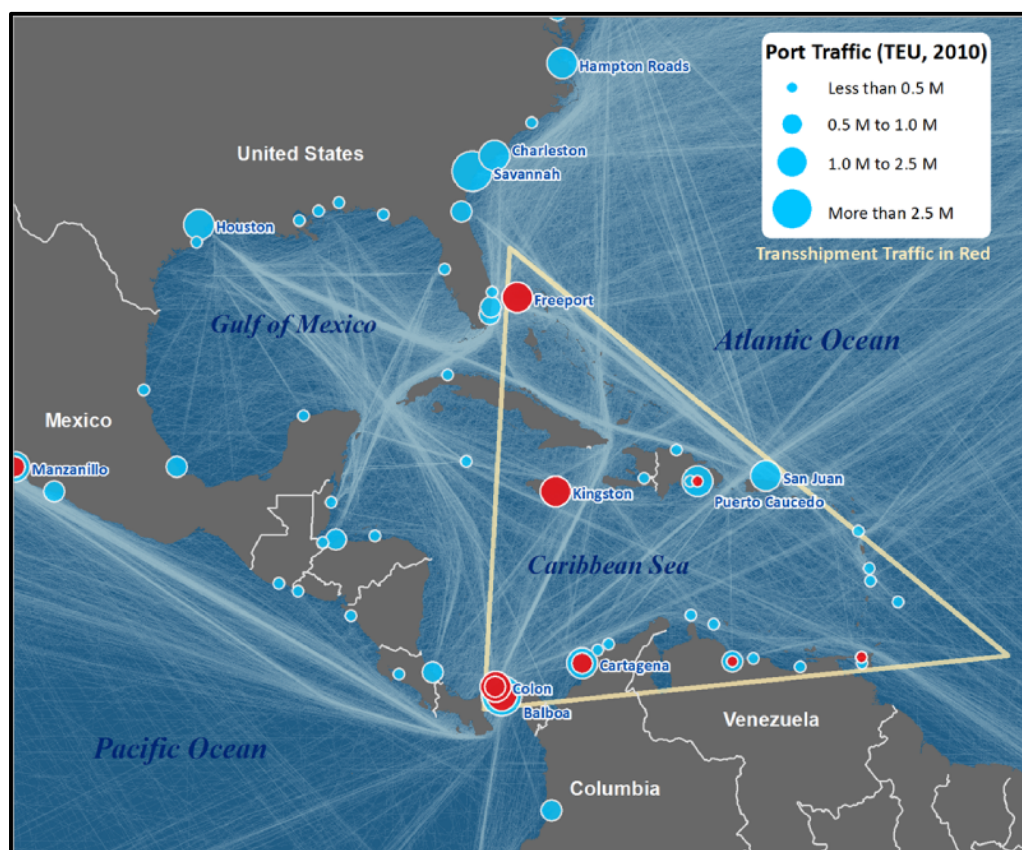 Port Traffic (TEU, 2010)
Less than 0.5 M
0.5 M to 1.0 M
1.0 M to 2.5 M
More than 2.5 M
Transshipment Traffic in Red
Hampton Roads
United States
Charleston
Savannah
Houston
Freeport
Gulf of Mexico
Atlantic Ocean
Mexico
Manzanillo
San Juan
Kingston
Puerto Caucedo
Caribbean Sea
Cartagena
Colon
Balboa
Venezuela
Pacific Ocean
Columbia